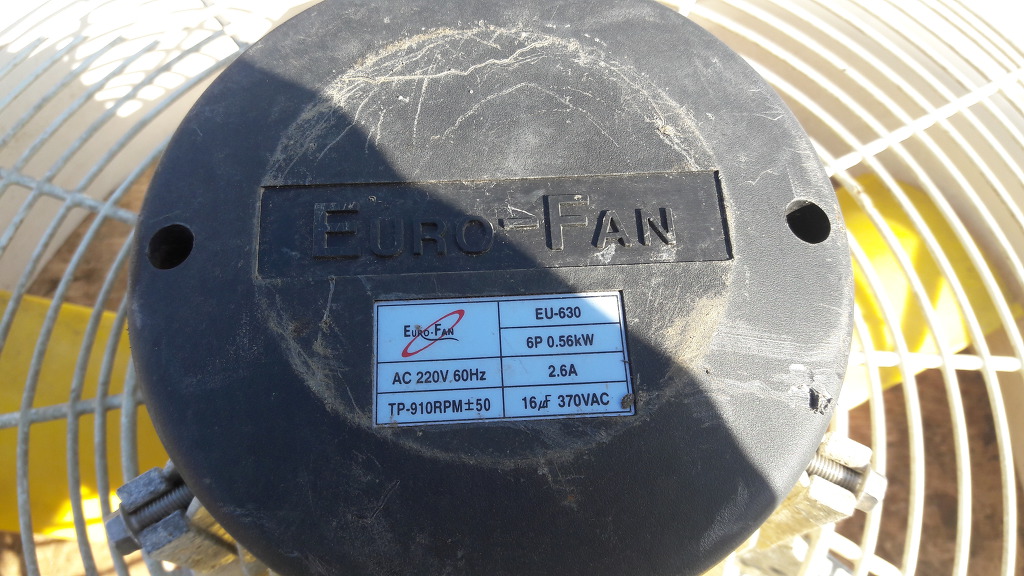 EURO-FAN
EURO-FAN
EU-630
6P 0.56kW
AC 220V.60Hz
2.6A
TP-910RPM±50
16µF 370VAC